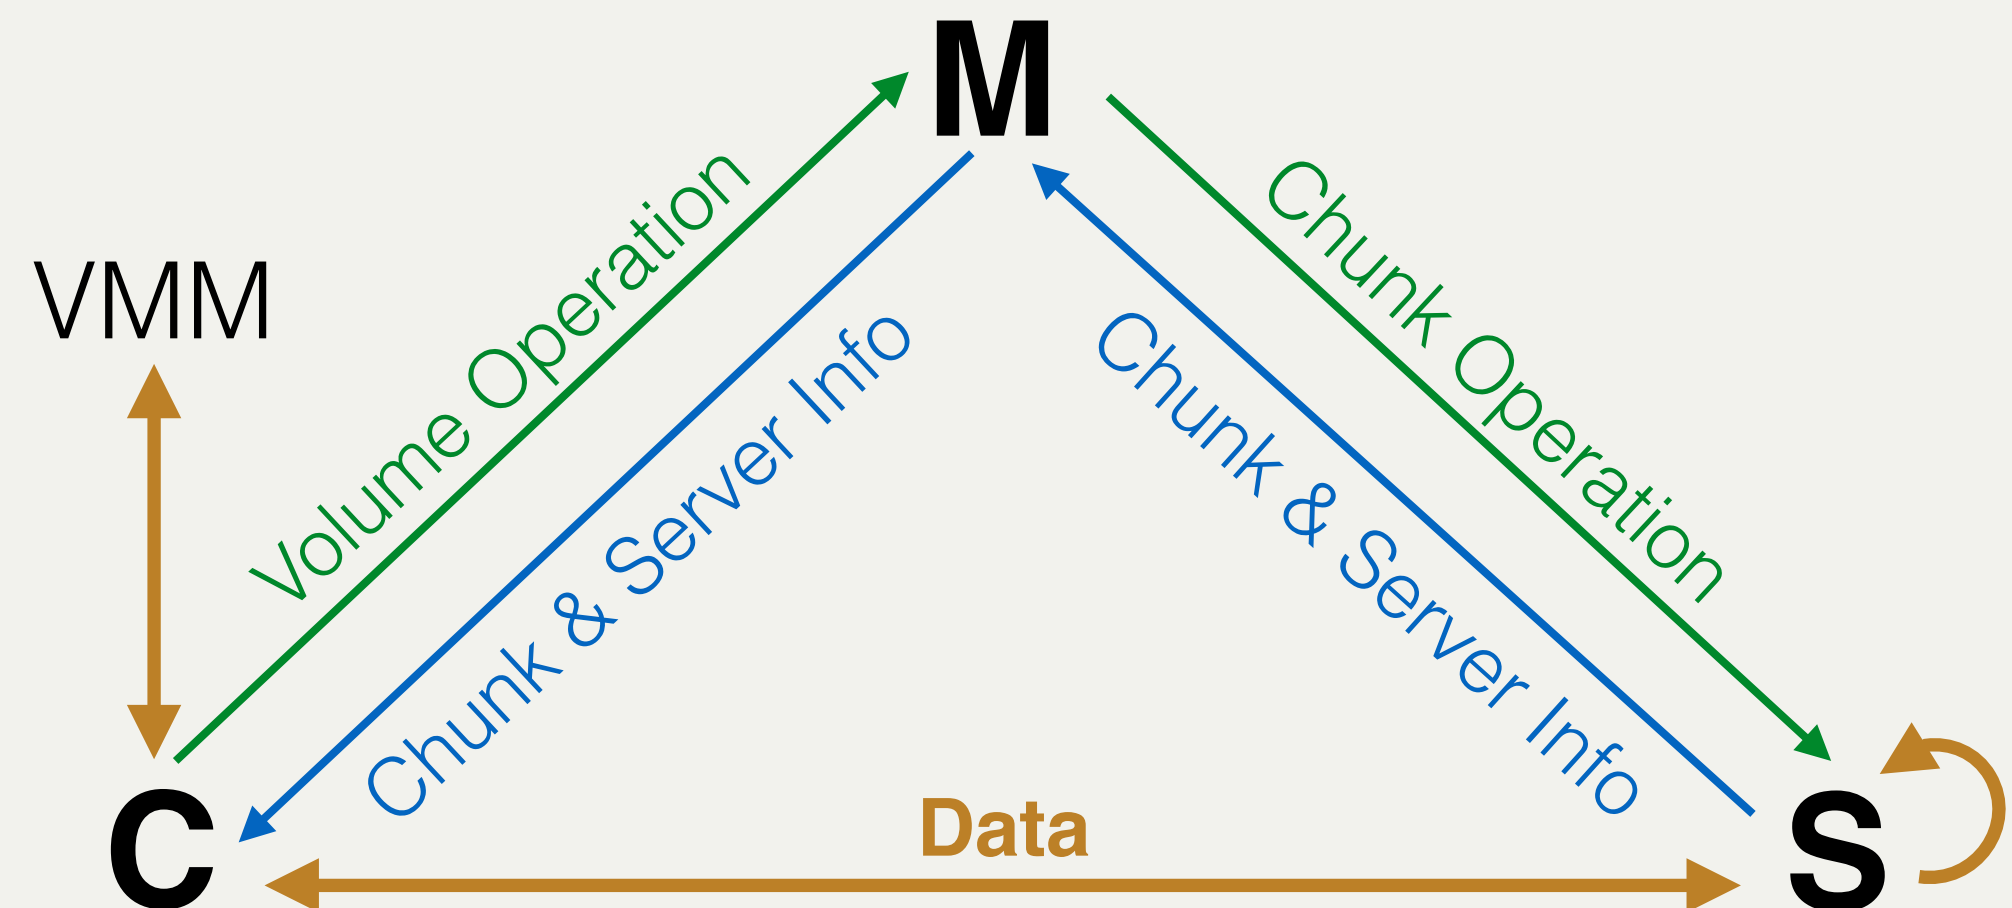 M
Volume Operation
Chunk Operation
VMM
Chunk & Server Info
Chunk & Server Info
Data
C
S